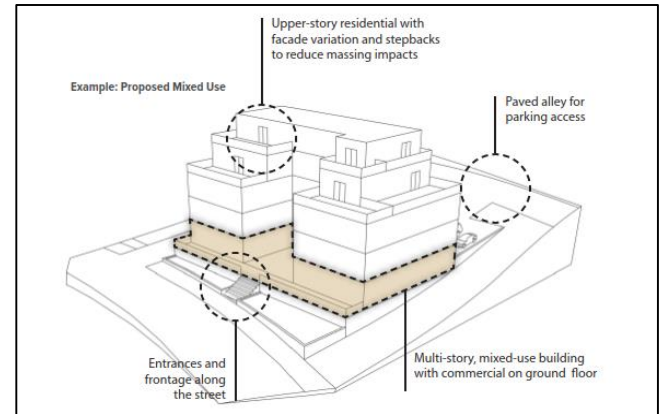 Upper-story residential with
facade variation and stepbacks
to reduce massing impacts
Example: Proposed Mixed Use
Paved alley for
parking access
Entrances and
frontage along
the street
Multi-story, mixed-use building
with commercial on ground floor